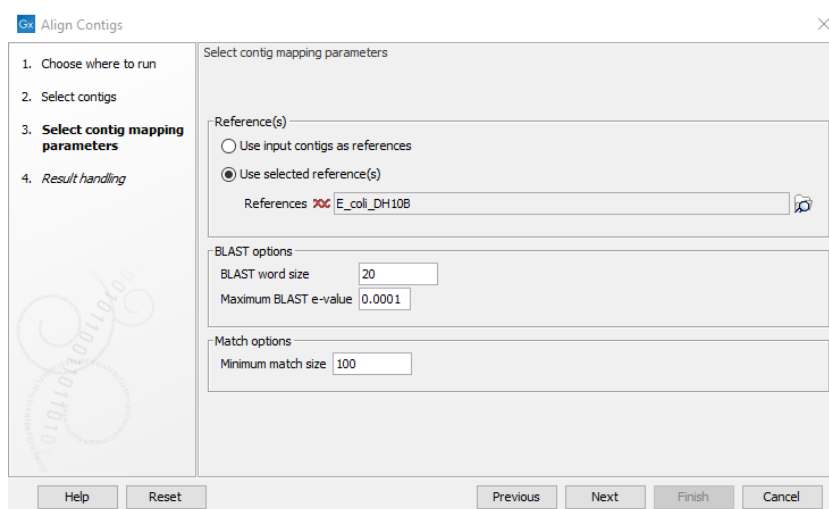 Gx Align Contigs
1. Choose where to run
2. Select contigs
3. Select contig mapping
parameters
4. Result handling
Select contig mapping parameters
Reference(s)
Use input contigs as references
Use selected reference(s)
References E_coli_DH10B
BLAST options
BLAST word size 20
Maximum BLAST e-value 0.0001
Match options
Minimum match size 100
Help Reset Previous Next Finish Cancel